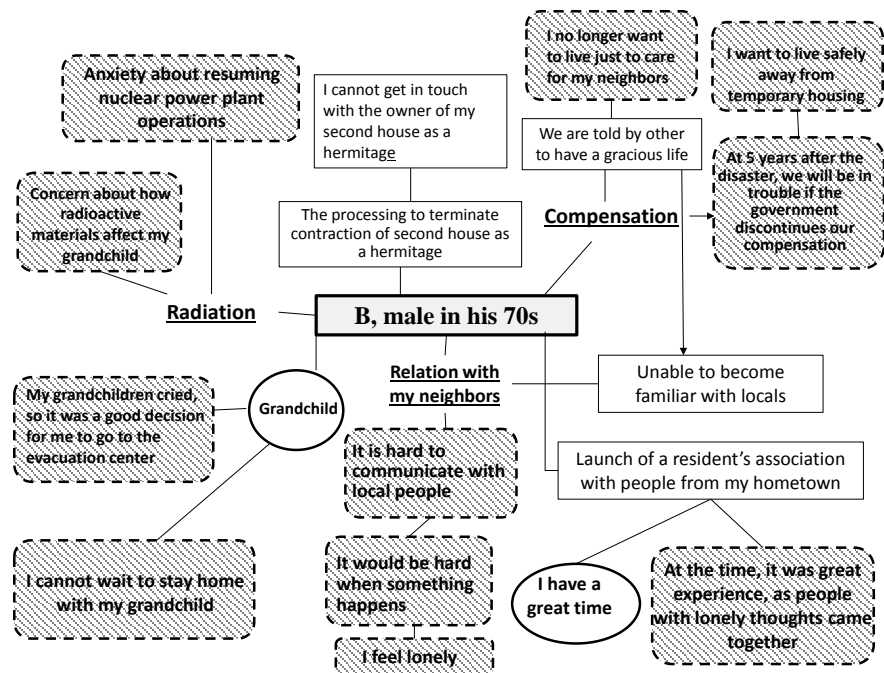 Anxiety about resuming
nuclear power plant
operations
I cannot get in touch
with the owner of my
second house as a
hermitage
I no longer want
to live just to care
for my neighbors
I want to live safely
away from
temporary housing
We are told by other
to have a gracious life
At 5 years after the
disaster, we will be in
trouble if the
government
discontinues our
compensation
Concern about how
radioactive
materials affect my
grandchild
The processing to terminate
contraction of second house as
a hermitage
Compensation
Radiation
B, male in his 70s
Relation with
my neighbors
Unable to become
familiar with locals
My grandchildren cried,
so it was a good decision
for me to go to the
evacuation center
Grandchild
It is hard to
communicate with
local people
Launch of a resident’s association
with people from my hometown
I cannot wait to stay home
with my grandchild
It would be hard
when something
happens
I feel lonely
I have a
great time
At the time, it was great
experience, as people
with lonely thoughts came
together